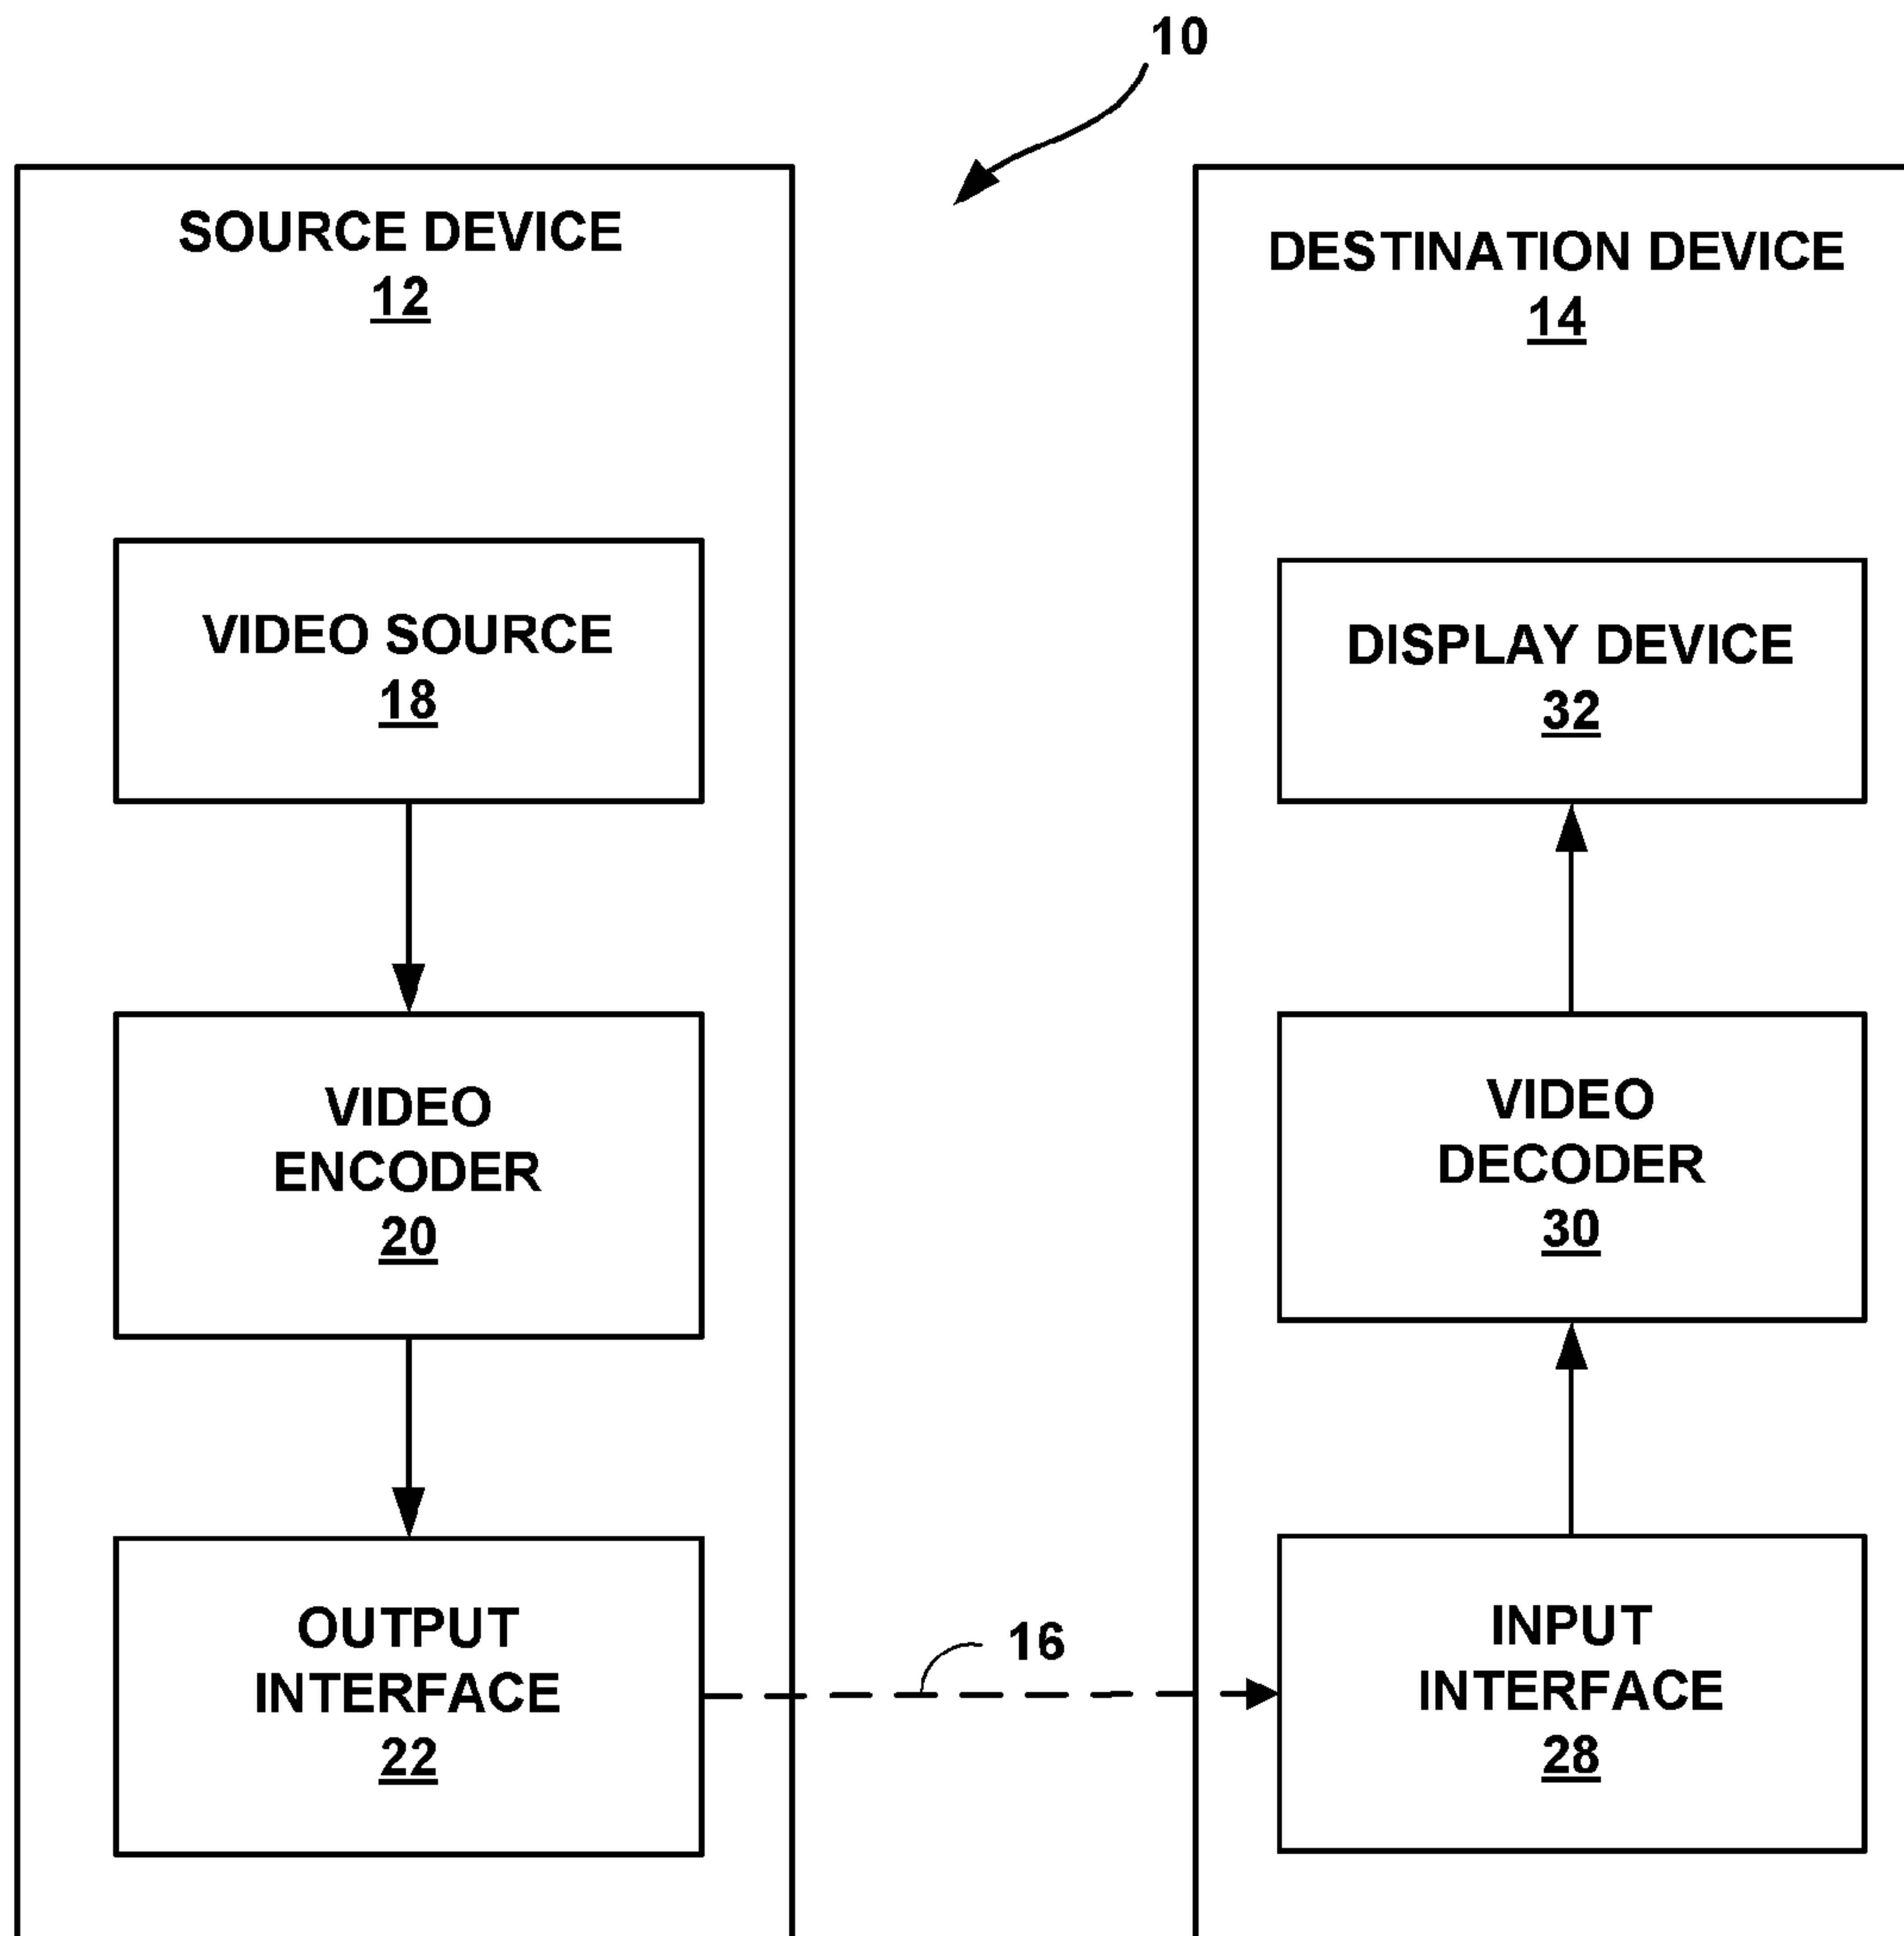 10
SOURCE DEVICE
12
VIDEO SOURCE
18
VIDEO
ENCODER
20
OUTPUT
INTERFACE
22
16
DESTINATION DEVICE
14
DISPLAY DEVICE
32
VIDEO
DECODER
30
INPUT
INTERFACE
28